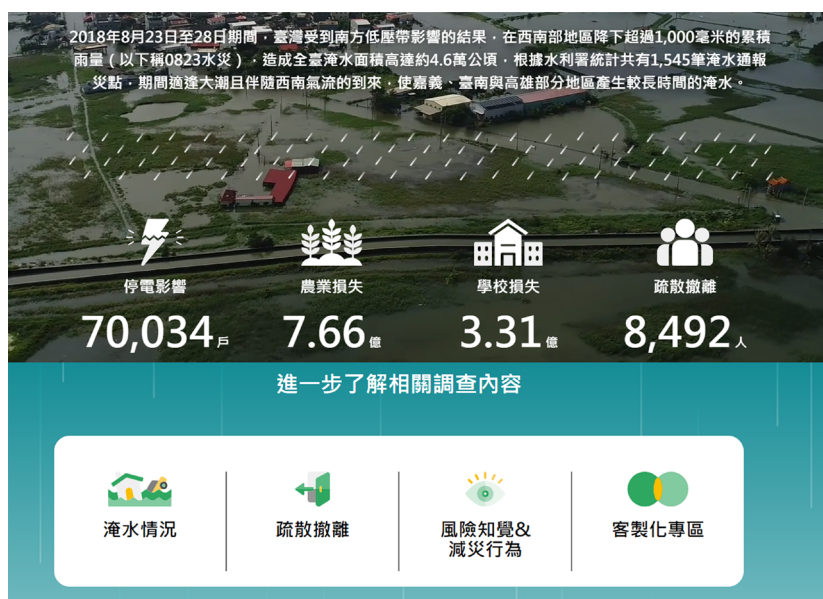 2018年8月23日至28日期間，臺灣受到南方低壓帶影響的結果，在西南部地區降下超過1,000毫米的累積
雨量（以下稱0823水災），造成全臺淹水面積高達約4.6萬公頃，根據水利署統計共有1,545筆淹水通報
災點，期間適逢大潮且伴隨西南氣流的到來，使嘉義、臺南與高雄部分地區產生較長時間的淹水。
停電影響 農業損失 學校損失 疏散撤離
70,034戶 7.66億 3.31億 8,492人
進一步了解相關調查內容
淹水情況 疏散撤離 風險知覺& 客製化專區
減災行為